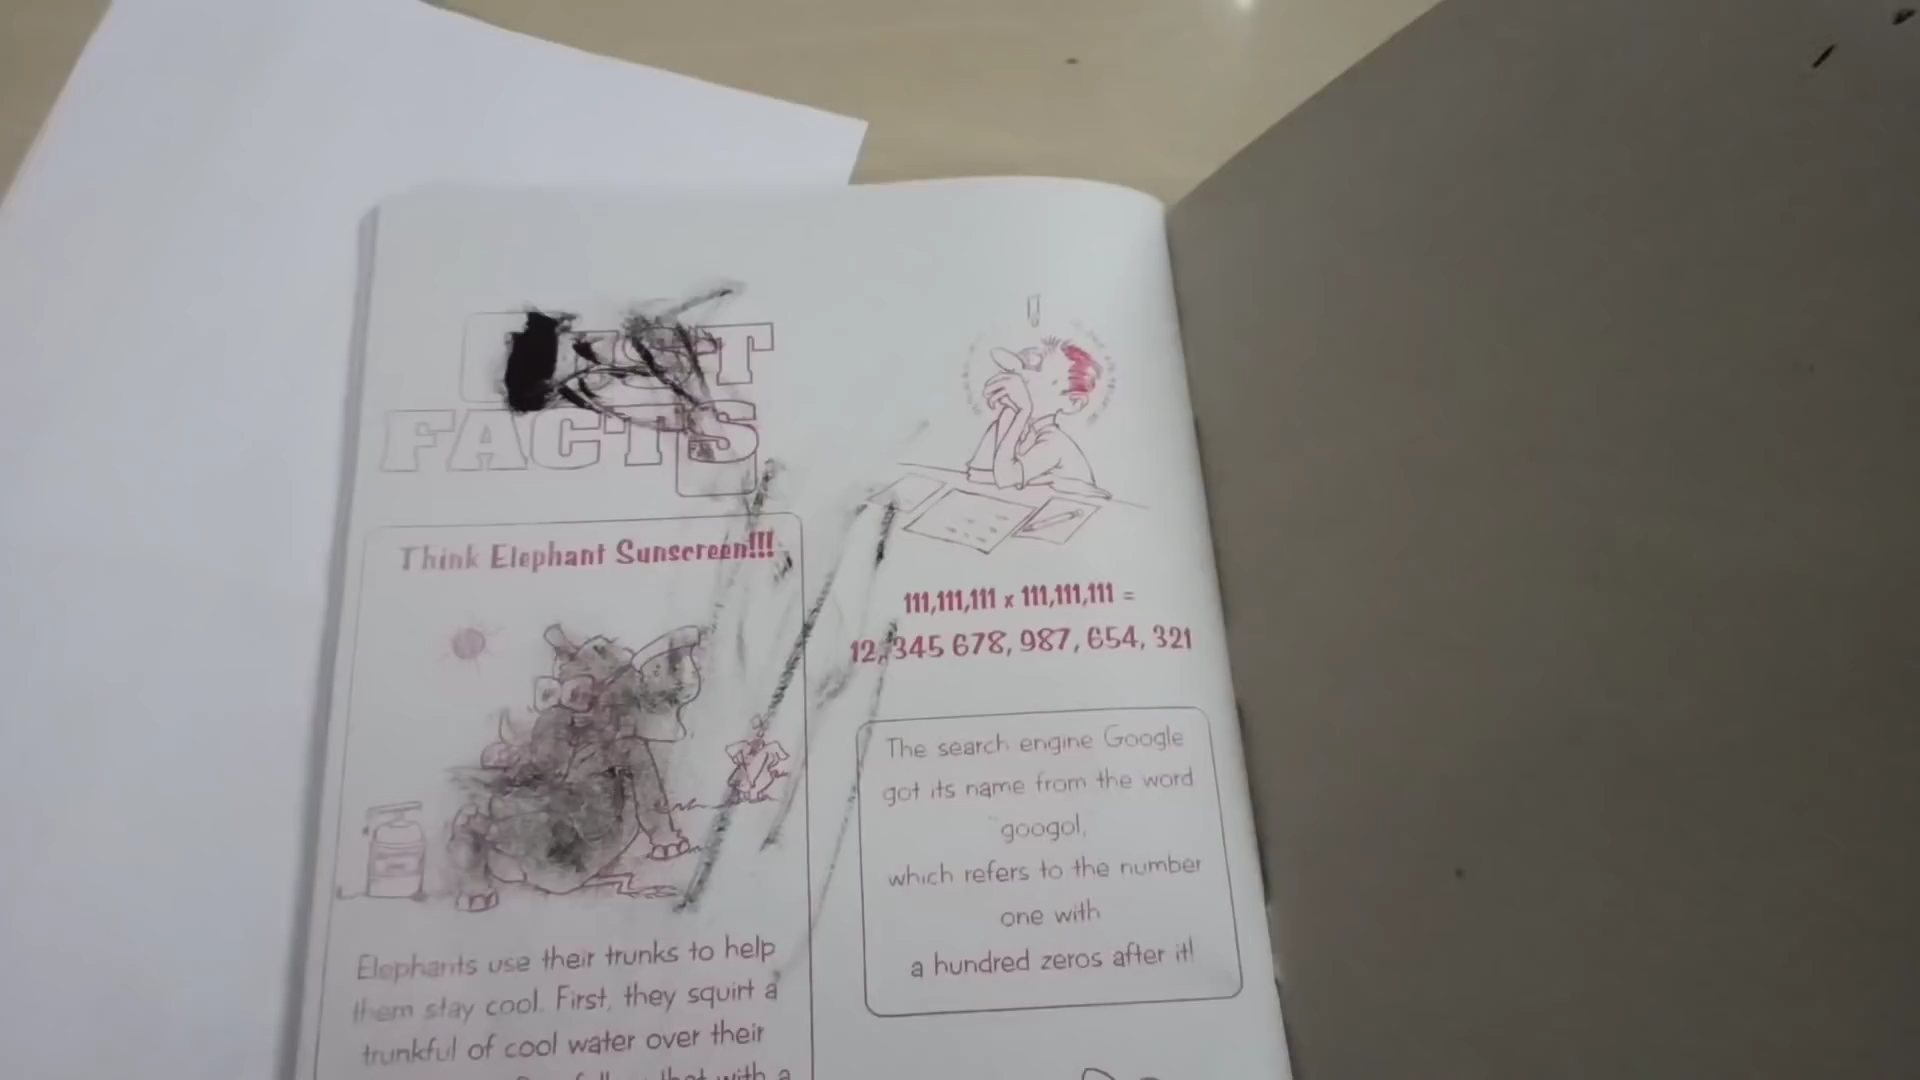 FACTS
Think Elephant Sunscreen!!!
Elephants use their trunks to help
them stay cool. First, they squirt a
trunkful of cool water over their
that with a
111,111,111 x 111,111,111 =
12, 345 678, 987, 654, 321
The search engine Google
got its name from the word
googol,
which refers to the number
one with
a hundred zeros after it!